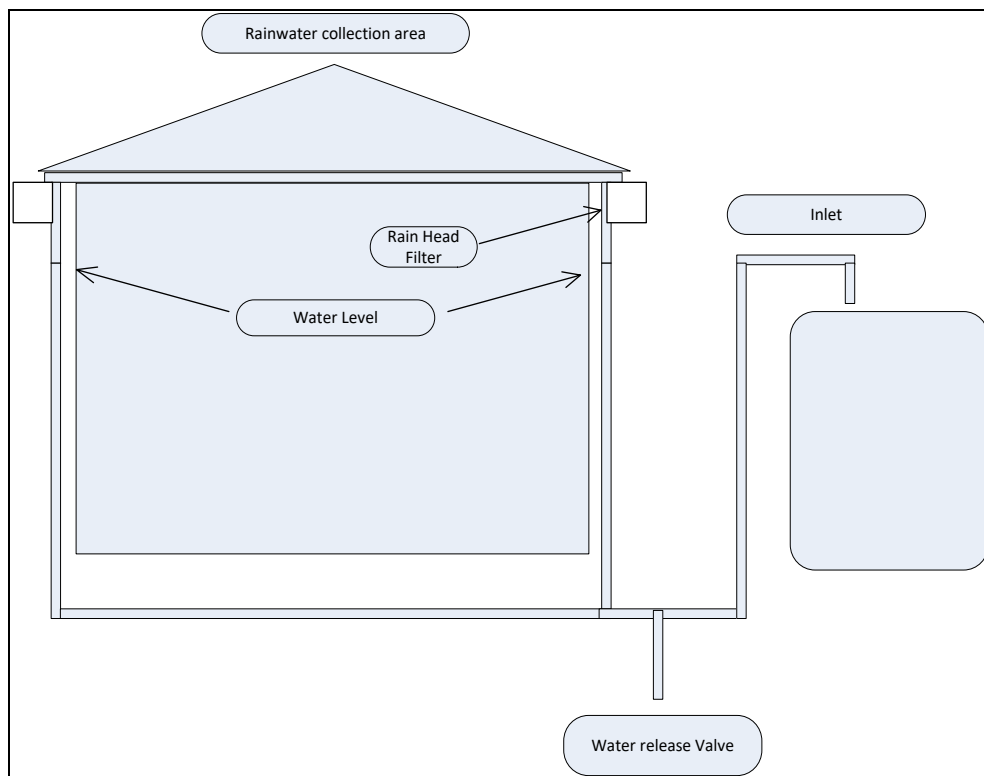 Rainwater collection area
Inlet
Rain Head
Filter
Water Level
Water release Valve